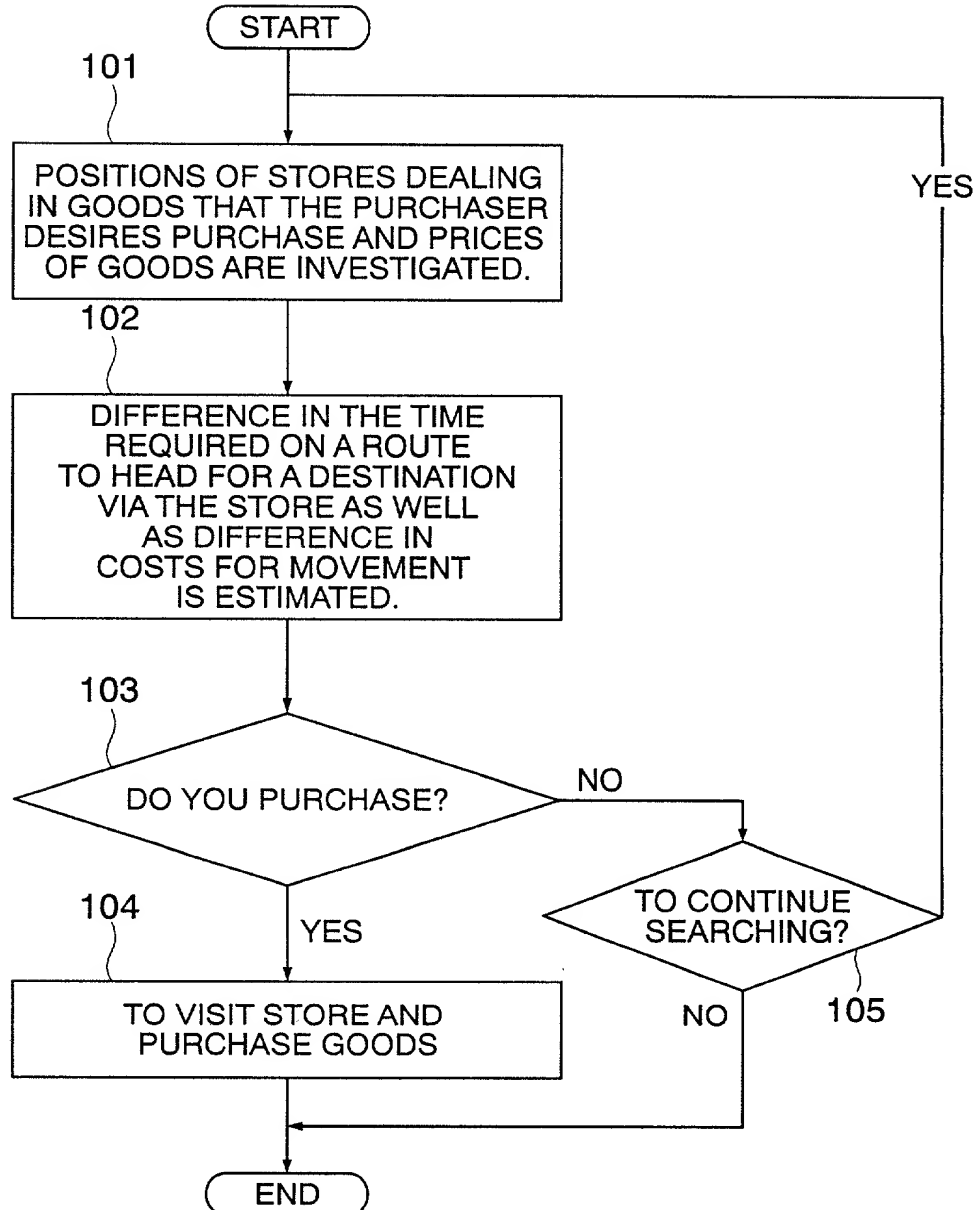 START
101
POSITIONS OF STORES DEALING
IN GOODS THAT THE PURCHASER
DESIRES PURCHASE AND PRICES
OF GOODS ARE INVESTIGATED.
YES
102
DIFFERENCE IN THE TIME
REQUIRED ON A ROUTE
TO HEAD FOR A DESTINATION
VIA THE STORE AS WELL
AS DIFFERENCE IN
COSTS FOR MOVEMENT
IS ESTIMATED.
103
DO YOU PURCHASE?
NO
TO CONTINUE
SEARCHING?
105
NO
YES
104
TO VISIT STORE AND
PURCHASE GOODS
END